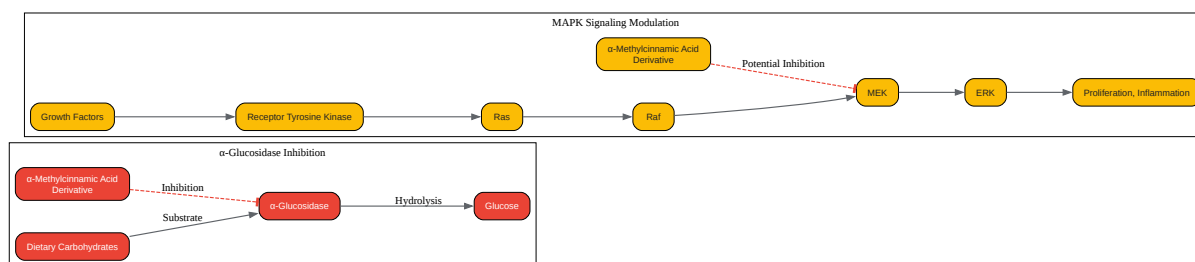 MAPK Signaling Modulation
α-Methylcinnamic Acid
Derivative
Potential Inhibition
MEK
ERK
Proliferation, Inflammation
Growth Factors
Receptor Tyrosine Kinase
Ras
Raf
α-Glucosidase Inhibition
α-Methylcinnamic Acid
Derivative
Inhibition
α-Glucosidase
Hydrolysis
Glucose
Substrate
Dietary Carbohydrates